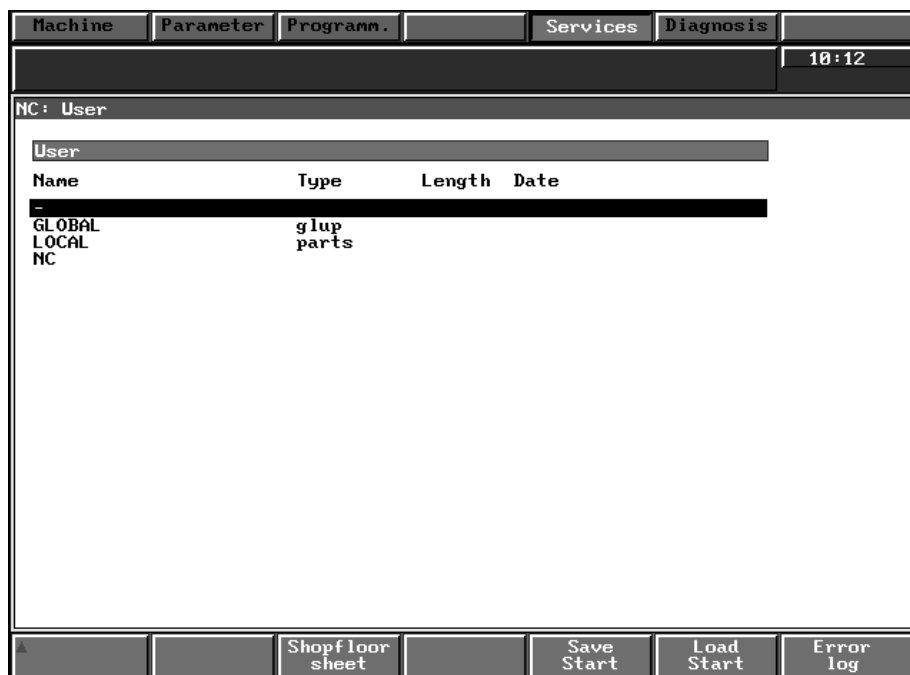 Machine Parameter Programm. Services Diagnosis
10:12
NC: User
User
Name Type Length Date
-
GLOBAL glup
LOCAL parts
NC
Shopfloor sheet Save Start Load Start Error log